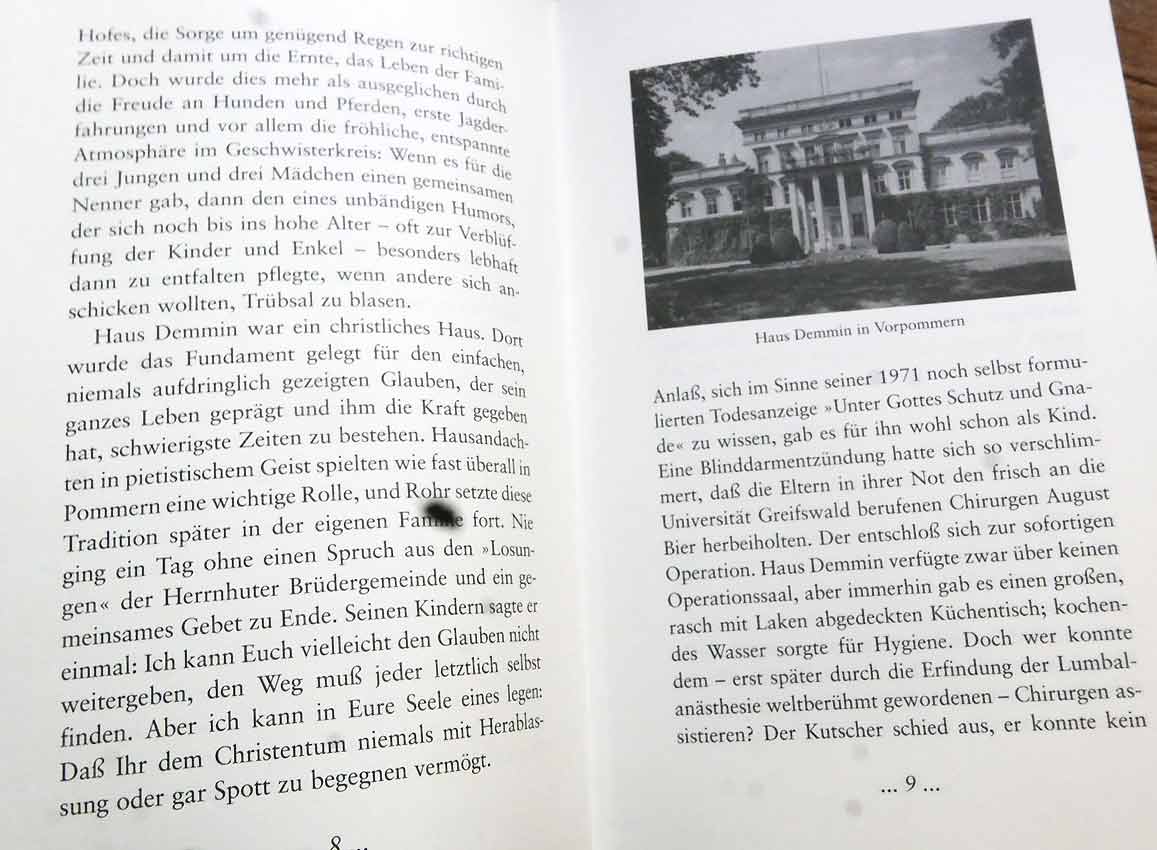 Hofes, die Sorge um genügend Regen zur richtigen
Zeit und damit um die Ernte, das Leben der Fami-
lie. Doch wurde dies mehr als ausgeglichen durch
die Freude an Hunden und Pferden, erste Jagder-
fahrungen und vor allem die fröhliche, entspannte
Atmosphäre im Geschwisterkreis: Wenn es für die
drei Jungen und drei Mädchen einen gemeinsamen
Nenner gab, dann den eines unbändigen Humors,
der sich noch bis ins hohe Alter – oft zur Verblüf-
fung der Kinder und Enkel – besonders lebhaft
dann zu entfalten pflegte, wenn andere sich an-
schicken wollten, Trübsal zu blasen.
Haus Demmin war ein christliches Haus. Dort
wurde das Fundament gelegt für den einfachen,
niemals aufdringlich gezeigten Glauben, der sein
ganzes Leben geprägt und ihm die Kraft gegeben
hat, schwierigste Zeiten zu bestehen. Hausandach-
ten in pietistischem Geist spielten wie fast überall in
Pommern eine wichtige Rolle, und Rohr setzte diese
Tradition später in der eigenen Familie fort. Nie
ging ein Tag ohne einen Spruch aus den »Losun-
gen« der Herrnhuter Brüdergemeinde und ein ge-
meinsames Gebet zu Ende. Seinen Kindern sagte er
einmal: Ich kann Euch vielleicht den Glauben nicht
weitergeben, den Weg muß jeder letztlich selbst
finden. Aber ich kann in Eure Seele eines legen:
Daß Ihr dem Christentum niemals mit Herablas-
sung oder gar Spott zu begegnen vermögt.
8 ...
Haus Demmin in Vorpommern
Anlaß, sich im Sinne seiner 1971 noch selbst formu-
lierten Todesanzeige »Unter Gottes Schutz und Gna-
de« zu wissen, gab es für ihn wohl schon als Kind.
Eine Blinddarmentzündung hatte sich so verschlim-
mert, daß die Eltern in ihrer Not den frisch an die
Universität Greifswald berufenen Chirurgen August
Bier herbeiholten. Der entschloß sich zur sofortigen
Operation. Haus Demmin verfügte zwar über keinen
Operationssaal, aber immerhin gab es einen großen,
rasch mit Laken abgedeckten Küchentisch; kochen-
des Wasser sorgte für Hygiene. Doch wer konnte
dem – erst später durch die Erfindung der Lumbal-
anästhesie weltberühmt gewordenen – Chirurgen as-
sistieren? Der Kutscher schied aus, er konnte kein
... 9 ...